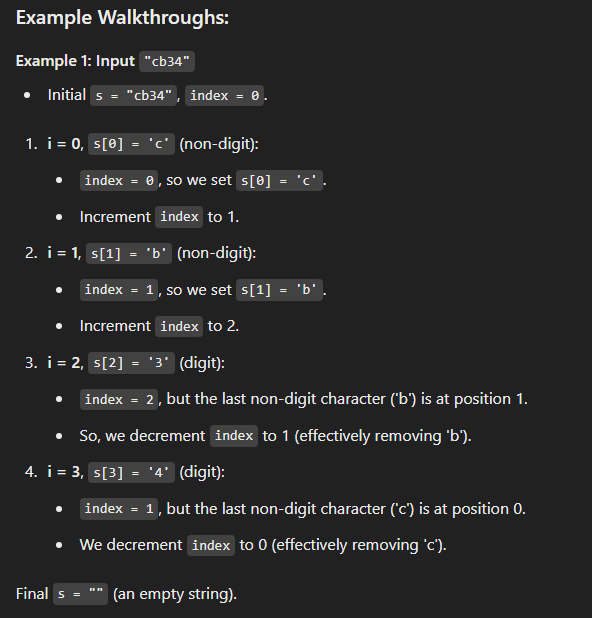 Example Walkthroughs:
Example 1: Input "cb34"
• Initial s = "cb34", index = 0.
1. i = 0, s[0] = 'c' (non-digit):
• index = 0, so we set s[0] = 'c'.
• Increment index to 1.
2. i = 1, s[1] = 'b' (non-digit):
• index = 1, so we set s[1] = 'b'.
• Increment index to 2.
3. i = 2, s[2] = '3' (digit):
• index = 2, but the last non-digit character ('b') is at position 1.
• So, we decrement index to 1 (effectively removing 'b').
4. i = 3, s[3] = '4' (digit):
• index = 1, but the last non-digit character ('c') is at position 0.
• We decrement index to 0 (effectively removing 'c').
Final s = "" (an empty string).